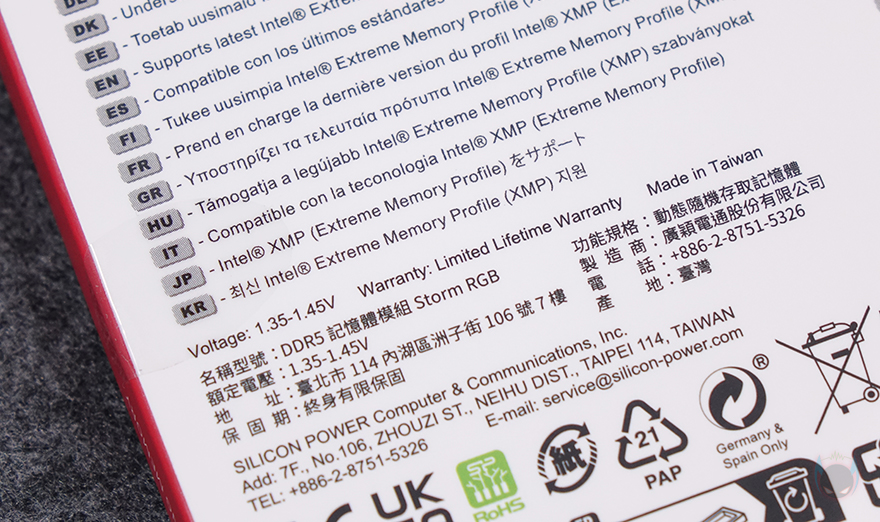 DK - Unders
EE - Toetab uusimaid Intel® Extre
EN - Supports latest Intel® Extreme Memory Profile (X
ES - Compatible con los últimos estándares
FI - Tukee uusimpia Intel® Extreme Memory Profile (XMP)
FR - Prend en charge la dernière version du profil Intel® XMP (Ex
GR - Υποστηρίζει τα τελευταία πρότυπα Intel® Extreme Memory Profile (XM
HU - Támogatja a legújabb Intel® Extreme Memory Profile (XMP) szabványokat
IT - Compatible con la teconologia Intel® XMP (Extreme Memory Profile)
JP - Intel® XMP (Extreme Memory Profile) をサポート
KR - 최신 Intel® Extreme Memory Profile (XMP) 지원
Voltage: 1.35-1.45V Warranty: Limited Lifetime Warranty Made in Taiwan
名稱型號：DDR5 記憶體模組 Storm RGB 功能規格：動態隨機存取記憶體
額定電壓：1.35-1.45V 製造商：廣穎電通股份有限公司
地址：臺北市 114 內湖區洲子街 106 號 7 樓 電話：+886-2-8751-5326
保固期：終身有限保固 產地：臺灣
SILICON POWER Computer & Communications, Inc.
Add: 7F., No.106, ZHOUZI ST., NEIHU DIST., TAIPEI 114, TAIWAN
TEL: +886-2-8751-5326 E-mail: service@silicon-power.com
UK
SP
RoHS
紙
21
PAP
®
Germany &
Spain Only